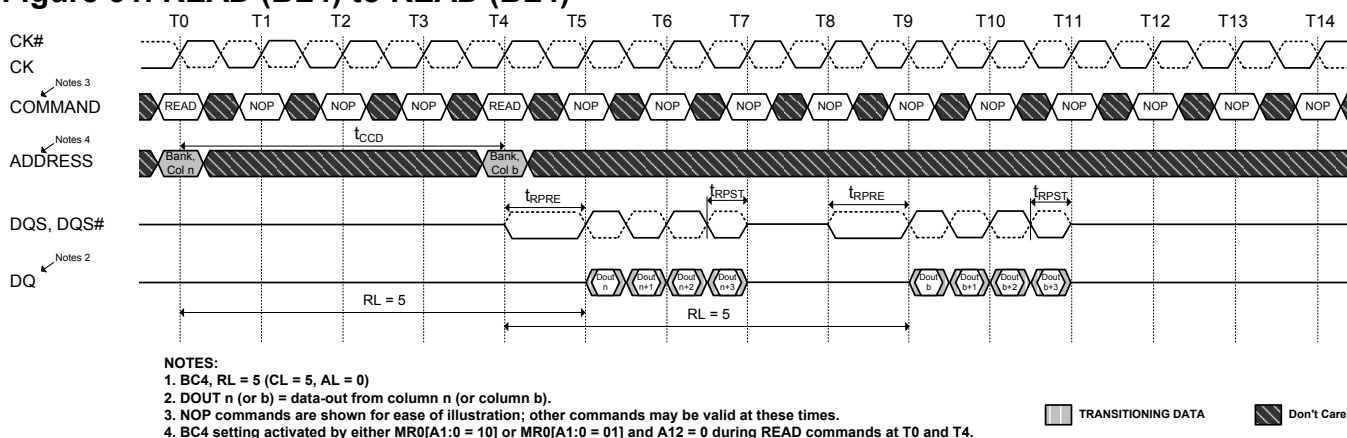 T0 T1 T2 T3 T4 T5 T6 T7 T8 T9 T10 T11 T12 T13 T14
CK#
CK
Notes 3
COMMAND
READ NOP NOP NOP READ NOP NOP NOP NOP NOP NOP NOP NOP NOP NOP
tCCD
Notes 4
ADDRESS
Bank, Col n
Bank, Col b
tRPRE tRPST tRPRE tRPST
DQS, DQS#
Notes 2
DQ
Dout n Dout n+1 Dout n+2 Dout n+3 Dout b Dout b+1 Dout b+2 Dout b+3
RL = 5
RL = 5
NOTES:
1. BC4, RL = 5 (CL = 5, AL = 0)
2. DOUT n (or b) = data-out from column n (or column b).
3. NOP commands are shown for ease of illustration; other commands may be valid at these times.
4. BC4 setting activated by either MR0[A1:0 = 10] or MR0[A1:0 = 01] and A12 = 0 during READ commands at T0 and T4.
TRANSITIONING DATA
Don't Care